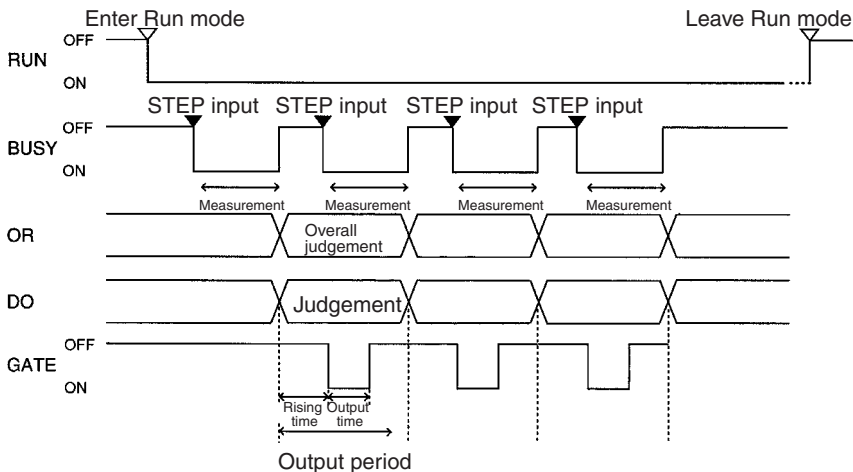 Enter Run mode
Leave Run mode
RUN
OFF
ON
STEP input STEP input STEP input STEP input
BUSY
OFF
ON
Measurement Measurement Measurement Measurement
OR
Overall
judgement
DO
Judgement
GATE
OFF
ON
Rising
time
Output
time
Output period